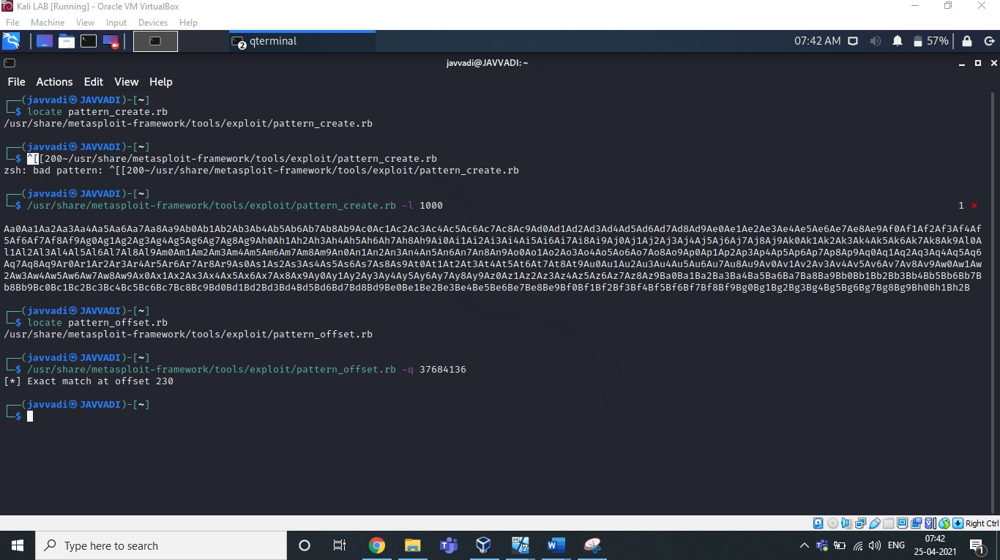 Kali LAB [Running] - Oracle VM VirtualBox
File Machine View Input Devices Help
qterminal
2
07:42 AM
57%
javvadi@JAVVADI: ~
File Actions Edit View Help
┌──(javvadi㉿JAVVADI)-[~]
└─$ locate pattern_create.rb
/usr/share/metasploit-framework/tools/exploit/pattern_create.rb
┌──(javvadi㉿JAVVADI)-[~]
└─$ ^[[200~/usr/share/metasploit-framework/tools/exploit/pattern_create.rb
zsh: bad pattern: ^[[200~/usr/share/metasploit-framework/tools/exploit/pattern_create.rb
┌──(javvadi㉿JAVVADI)-[~]
└─$ /usr/share/metasploit-framework/tools/exploit/pattern_create.rb -l 1000 1 ⨯
Aa0Aa1Aa2Aa3Aa4Aa5Aa6Aa7Aa8Aa9Ab0Ab1Ab2Ab3Ab4Ab5Ab6Ab7Ab8Ab9Ac0Ac1Ac2Ac3Ac4Ac5Ac6Ac7Ac8Ac9Ad0Ad1Ad2Ad3Ad4Ad5Ad6Ad7Ad8Ad9Ae0Ae1Ae2Ae3Ae4Ae5Ae6Ae7Ae8Ae9Af0Af1Af2Af3Af4Af
5Af6Af7Af8Af9Ag0Ag1Ag2Ag3Ag4Ag5Ag6Ag7Ag8Ag9Ah0Ah1Ah2Ah3Ah4Ah5Ah6Ah7Ah8Ah9Ai0Ai1Ai2Ai3Ai4Ai5Ai6Ai7Ai8Ai9Aj0Aj1Aj2Aj3Aj4Aj5Aj6Aj7Aj8Aj9Ak0Ak1Ak2Ak3Ak4Ak5Ak6Ak7Ak8Ak9Al0A
l1Al2Al3Al4Al5Al6Al7Al8Al9Am0Am1Am2Am3Am4Am5Am6Am7Am8Am9An0An1An2An3An4An5An6An7An8An9Ao0Ao1Ao2Ao3Ao4Ao5Ao6Ao7Ao8Ao9Ap0Ap1Ap2Ap3Ap4Ap5Ap6Ap7Ap8Ap9Aq0Aq1Aq2Aq3Aq4Aq5Aq6
Aq7Aq8Aq9Ar0Ar1Ar2Ar3Ar4Ar5Ar6Ar7Ar8Ar9As0As1As2As3As4As5As6As7As8As9At0At1At2At3At4At5At6At7At8At9Au0Au1Au2Au3Au4Au5Au6Au7Au8Au9Av0Av1Av2Av3Av4Av5Av6Av7Av8Av9Aw0Aw1Aw
2Aw3Aw4Aw5Aw6Aw7Aw8Aw9Ax0Ax1Ax2Ax3Ax4Ax5Ax6Ax7Ax8Ax9Ay0Ay1Ay2Ay3Ay4Ay5Ay6Ay7Ay8Ay9Az0Az1Az2Az3Az4Az5Az6Az7Az8Az9Ba0Ba1Ba2Ba3Ba4Ba5Ba6Ba7Ba8Ba9Bb0Bb1Bb2Bb3Bb4Bb5Bb6Bb7B
b8Bb9Bc0Bc1Bc2Bc3Bc4Bc5Bc6Bc7Bc8Bc9Bd0Bd1Bd2Bd3Bd4Bd5Bd6Bd7Bd8Bd9Be0Be1Be2Be3Be4Be5Be6Be7Be8Be9Bf0Bf1Bf2Bf3Bf4Bf5Bf6Bf7Bf8Bf9Bg0Bg1Bg2Bg3Bg4Bg5Bg6Bg7Bg8Bg9Bh0Bh1Bh2B
┌──(javvadi㉿JAVVADI)-[~]
└─$ locate pattern_offset.rb
/usr/share/metasploit-framework/tools/exploit/pattern_offset.rb
┌──(javvadi㉿JAVVADI)-[~]
└─$ /usr/share/metasploit-framework/tools/exploit/pattern_offset.rb -q 37684136
[*] Exact match at offset 230
┌──(javvadi㉿JAVVADI)-[~]
└─$
Right Ctrl
Type here to search
ENG
07:42
25-04-2021
1